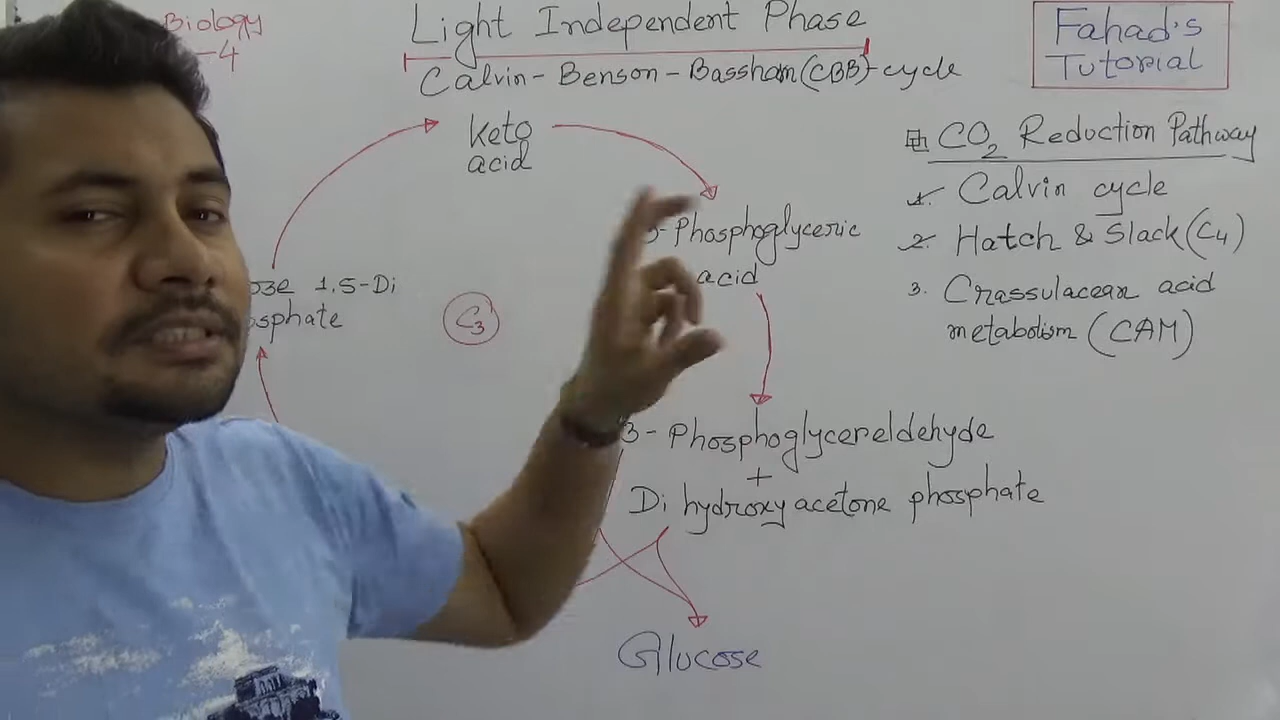 Biology
-4
Light Independent Phase
Calvin-Benson-Bassham(CBB)-cycle
Fahad's
Tutorial
Keto
acid
CO2 Reduction Pathway
1. Calvin cycle
2. Hatch & Slack(C4)
3. Crassulacean acid
metabolism (CAM)
Phosphoglyceric
acid
1.5-Di
C3
3-Phosphoglycereldehyde
+
Di hydroxy acetone phosphate
Glucose